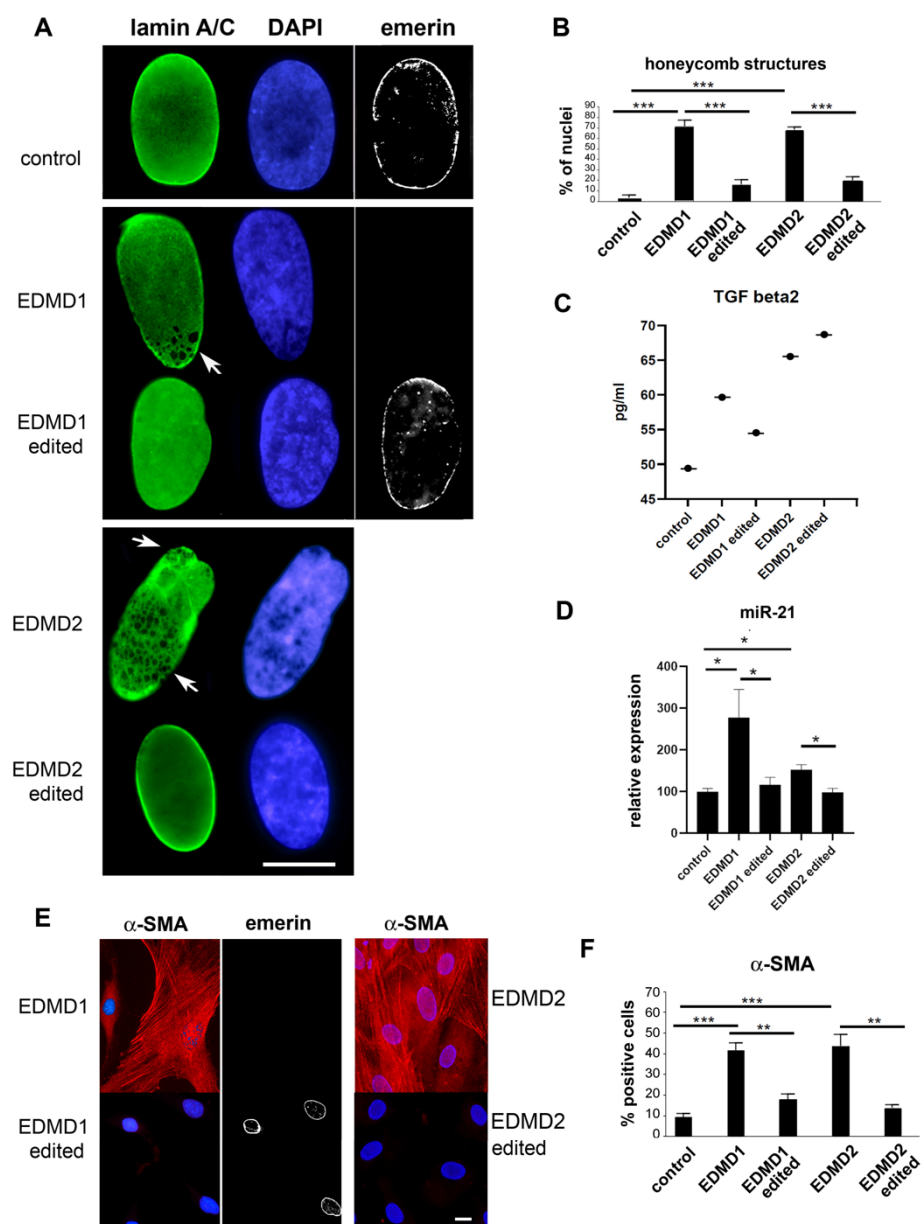 A
lamin A/C DAPI emerin
control
EDMD1
EDMD1
edited
EDMD2
EDMD2
edited
B
honeycomb structures
***
*** *** ***
% of nuclei
90
80
70
60
50
40
30
20
10
0
control
EDMD1
EDMD1
edited
EDMD2
EDMD2
edited
C
TGF beta2
pg/ml
70
65
60
55
50
45
control
EDMD1
EDMD1 edited
EDMD2
EDMD2 edited
D
miR-21
*
* * *
relative expression
400
300
200
100
0
control
EDMD1
EDMD1 edited
EDMD2
EDMD2 edited
E
α-SMA emerin α-SMA
EDMD1
EDMD2
EDMD1
edited
EDMD2
edited
F
α-SMA
***
*** ** **
% positive cells
70
60
50
40
30
20
10
0
control
EDMD1
EDMD1
edited
EDMD2
EDMD2
edited